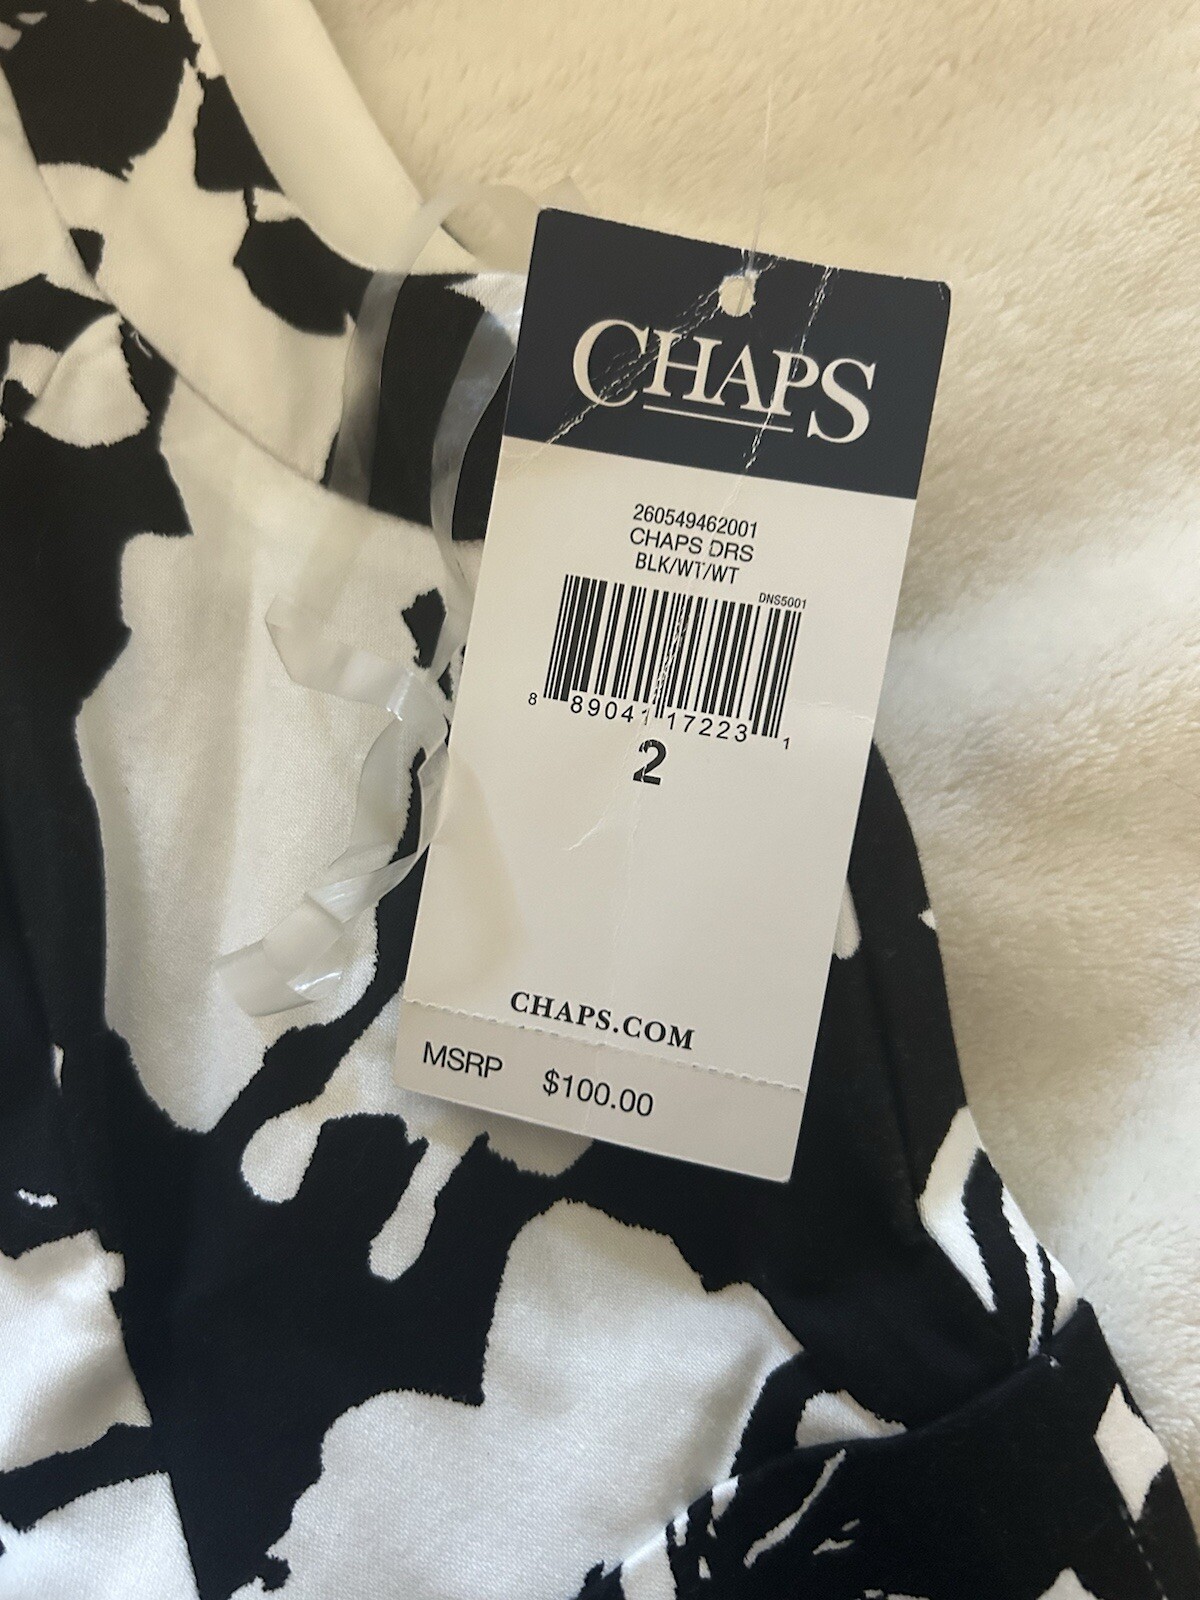 CHAPS
260549462001
CHAPS DRS
BLK/WT/WT
DNS5001
8 89041 17223 1
2
CHAPS.COM
MSRP $100.00